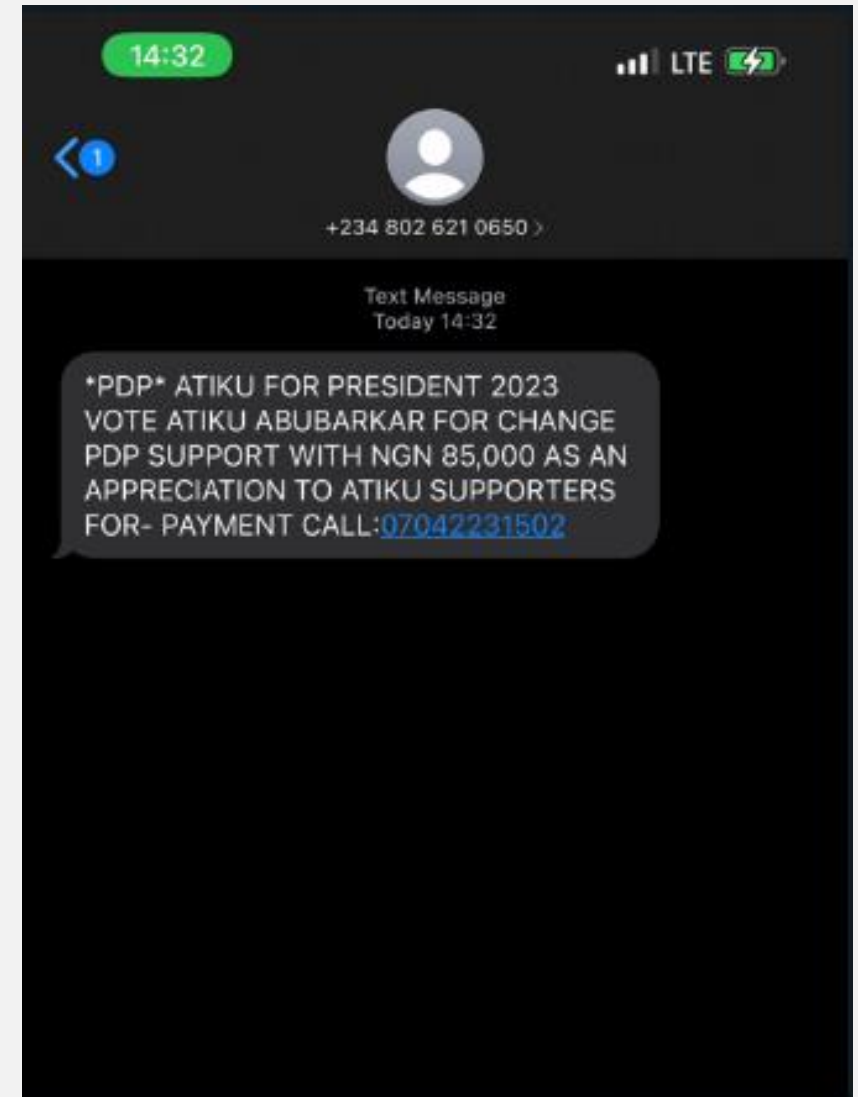 14:32
LTE
1
+234 802 621 0650 >
Text Message
Today 14:32
*PDP* ATIKU FOR PRESIDENT 2023
VOTE ATIKU ABUBARKAR FOR CHANGE
PDP SUPPORT WITH NGN 85,000 AS AN
APPRECIATION TO ATIKU SUPPORTERS
FOR- PAYMENT CALL:07042231502